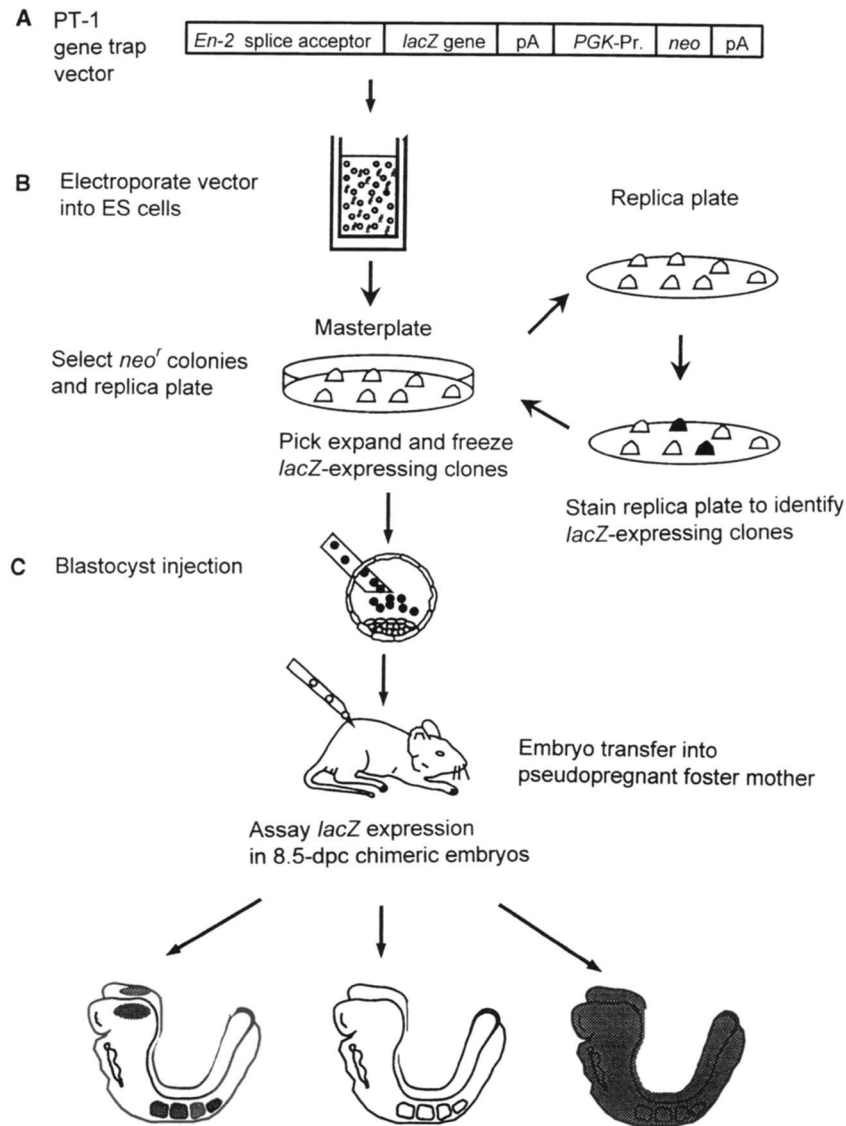 A PT-1
gene trap
vector
En-2 splice acceptor lacZ gene pA PGK-Pr. neo pA
B Electroporate vector
into ES cells
Replica plate
Masterplate
Select neoʳ colonies
and replica plate
Pick expand and freeze
lacZ-expressing clones
Stain replica plate to identify
lacZ-expressing clones
C Blastocyst injection
Embryo transfer into
pseudopregnant foster mother
Assay lacZ expression
in 8.5-dpc chimeric embryos